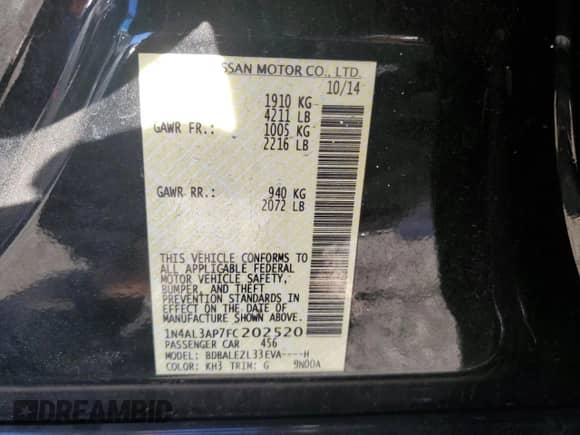 SSAN MOTOR CO., LTD.
10/14
1910 KG
4211 LB
GAWR FR.: 1005 KG
2216 LB
GAWR RR.: 940 KG
2072 LB
THIS VEHICLE CONFORMS TO
ALL APPLICABLE FEDERAL
MOTOR VEHICLE SAFETY,
BUMPER, AND THEFT
PREVENTION STANDARDS IN
EFFECT ON THE DATE OF
MANUFACTURE SHOWN ABOVE.
1N4AL3AP7FC202520
PASSENGER CAR 456
MODEL: BDBALEZL33EVA----H
COLOR: KH3 TRIM: G 9N00A
DREAMBID.com